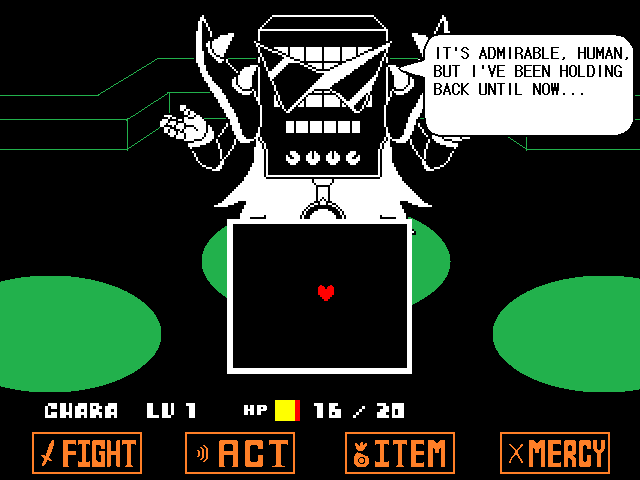 IT'S ADMIRABLE, HUMAN,
BUT I'VE BEEN HOLDING
BACK UNTIL NOW...
CHARA LV 1 HP 16 / 20
FIGHT ACT ITEM MERCY